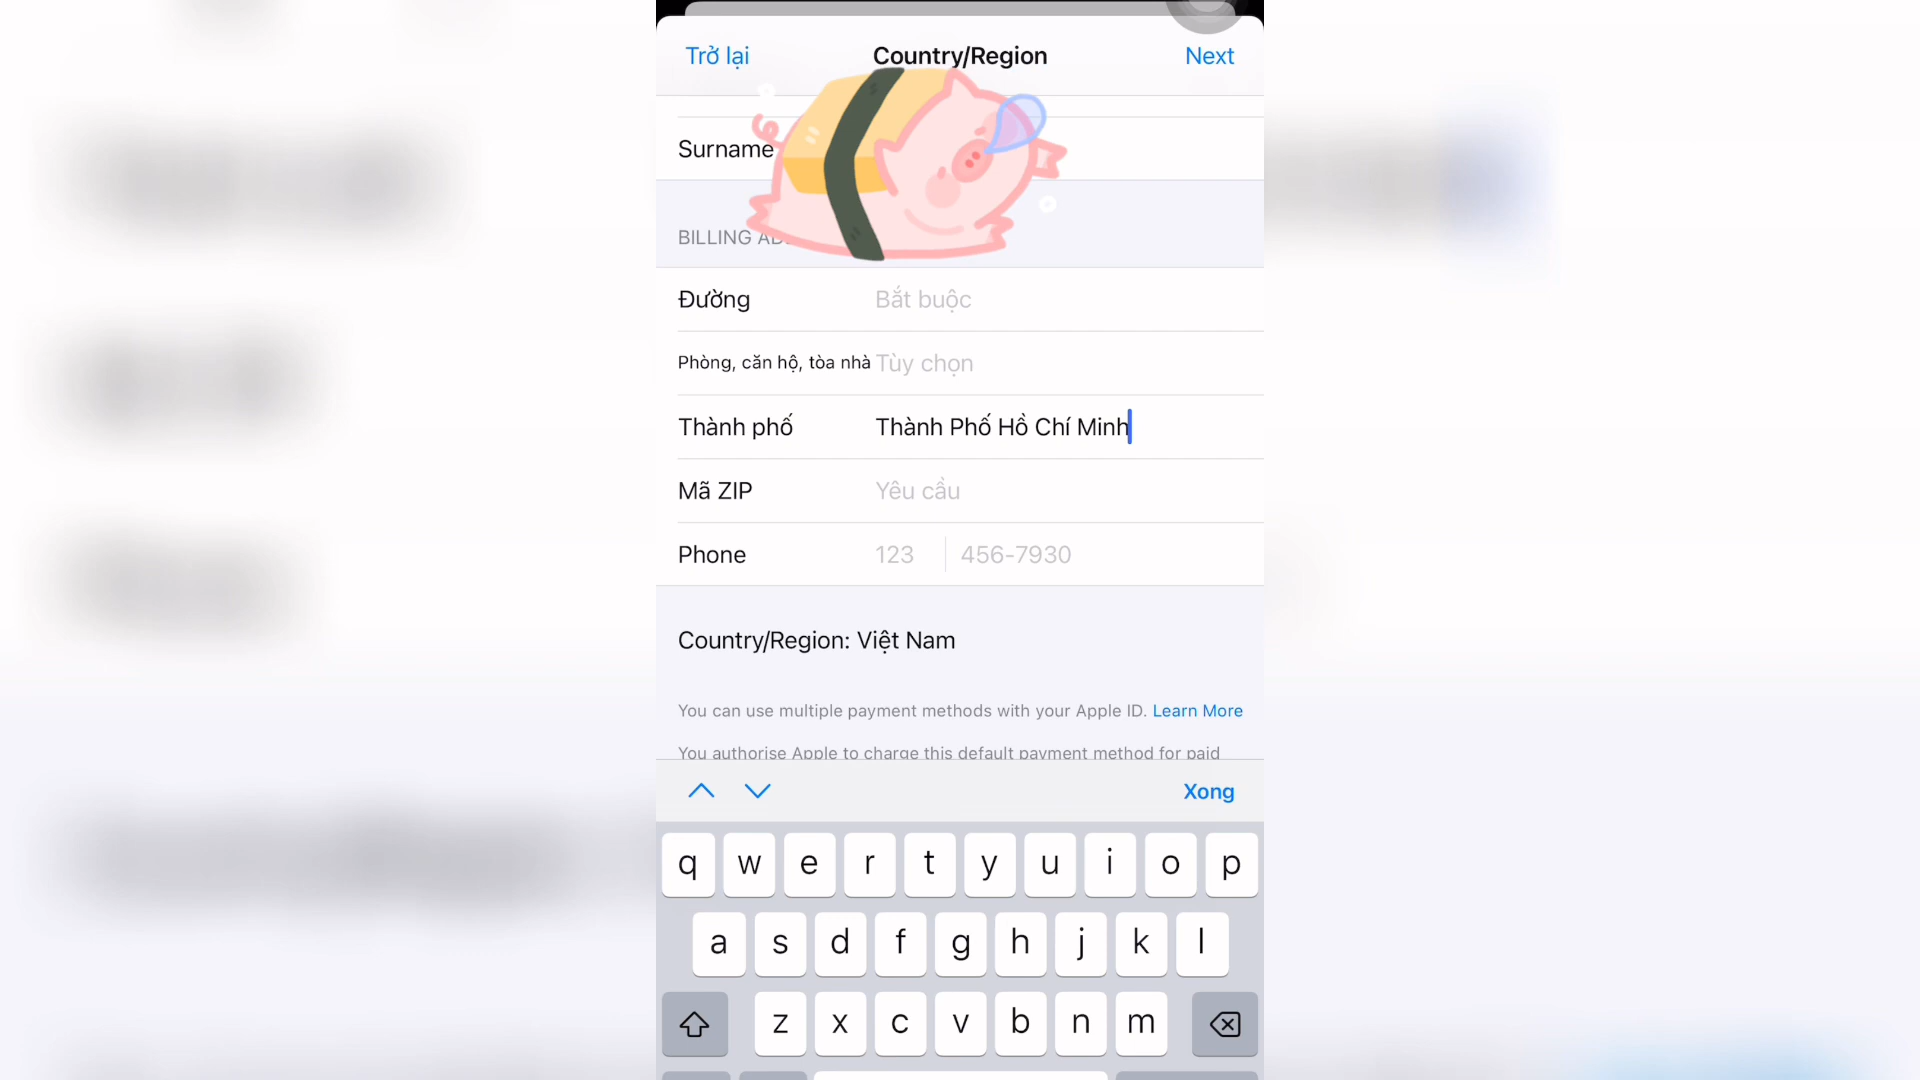 Trở lại Country/Region Next
Surname
BILLING
Đường Bắt buộc
Phòng, căn hộ, tòa nhà Tùy chọn
Thành phố Thành Phố Hồ Chí Minh
Mã ZIP Yêu cầu
Phone 123 456-7930
Country/Region: Việt Nam
You can use multiple payment methods with your Apple ID. Learn More
You authorise Apple to charge this default payment method for paid
Xong
q w e r t y u i o p
a s d f g h j k l
z x c v b n m